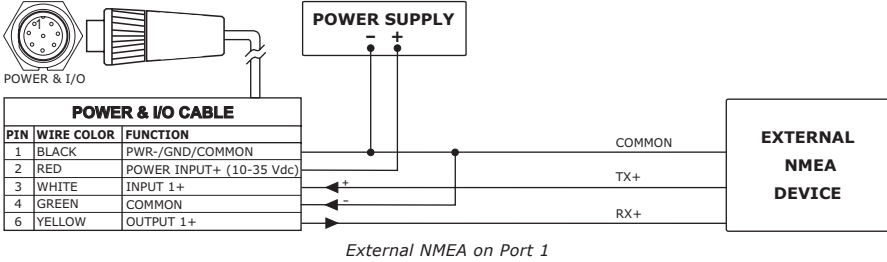 POWER SUPPLY
– +
1
POWER & I/O
POWER & I/O CABLE
PIN WIRE COLOR FUNCTION
1 BLACK PWR-/GND/COMMON
2 RED POWER INPUT+ (10-35 Vdc)
3 WHITE INPUT 1+
4 GREEN COMMON
6 YELLOW OUTPUT 1+
+
–
COMMON
TX+
RX+
EXTERNAL
NMEA
DEVICE
External NMEA on Port 1